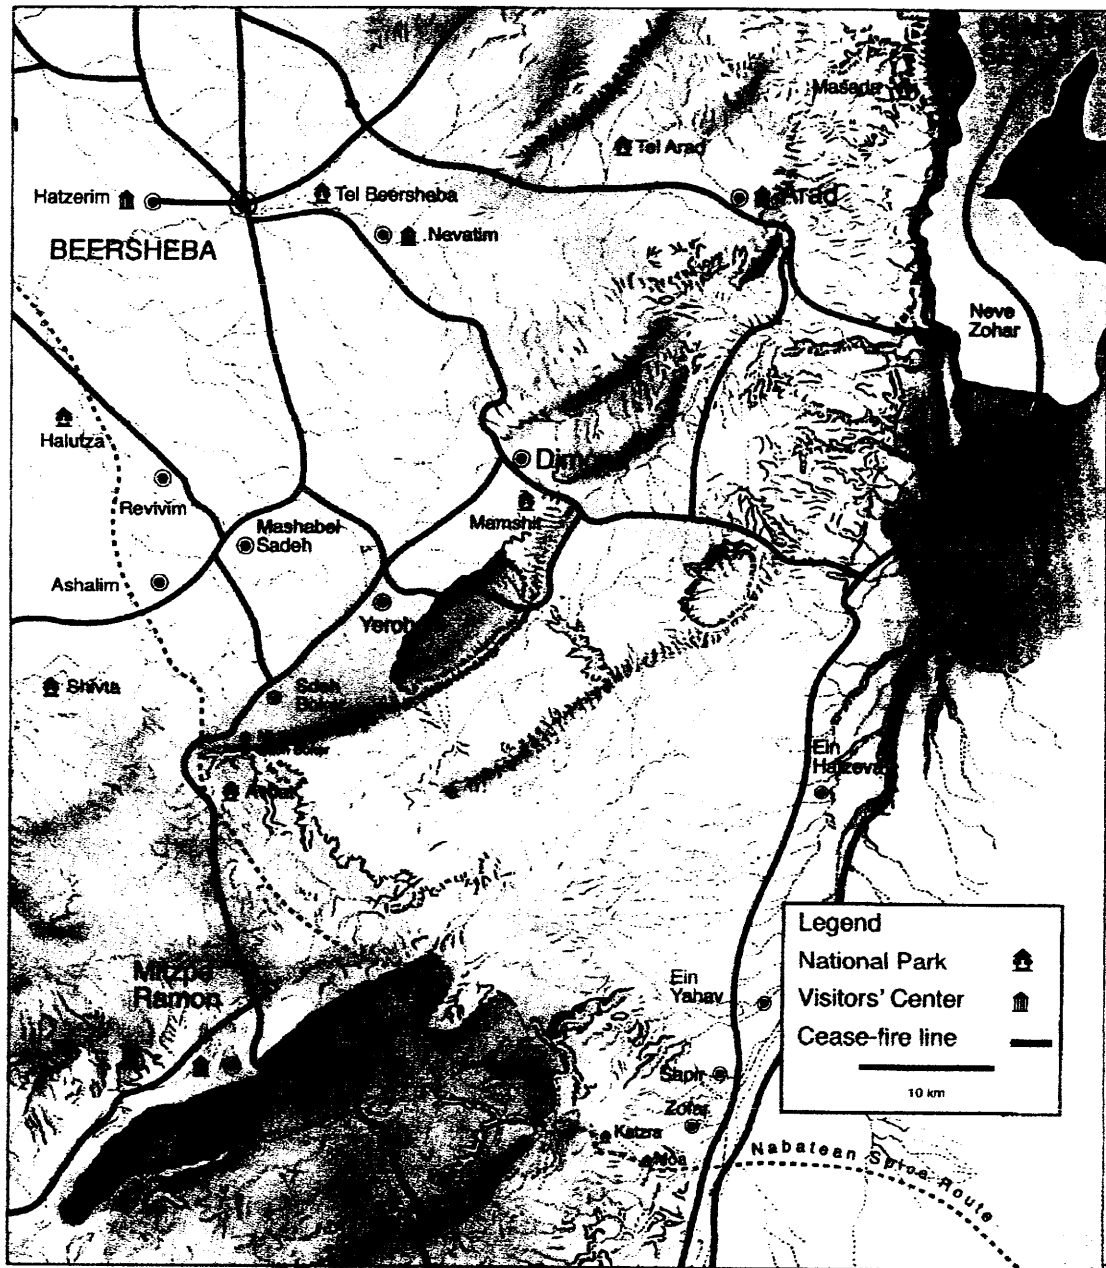 Masada
Tel Arad
Hatzerim
Tel Beersheba
Arad
Nevatim
BEERSHEBA
Neve
Zohar
Halutza
Revivim
Mamshit
Mashabei
Sadeh
Ashalim
Shivta
Sdeh
Ein
Hatzeva
Legend
National Park
Visitors' Center
Cease-fire line
10 km
Mitzpe
Ramon
Ein
Yahav
Sapir
Zofar
Katzra
Nabatean Spice Route